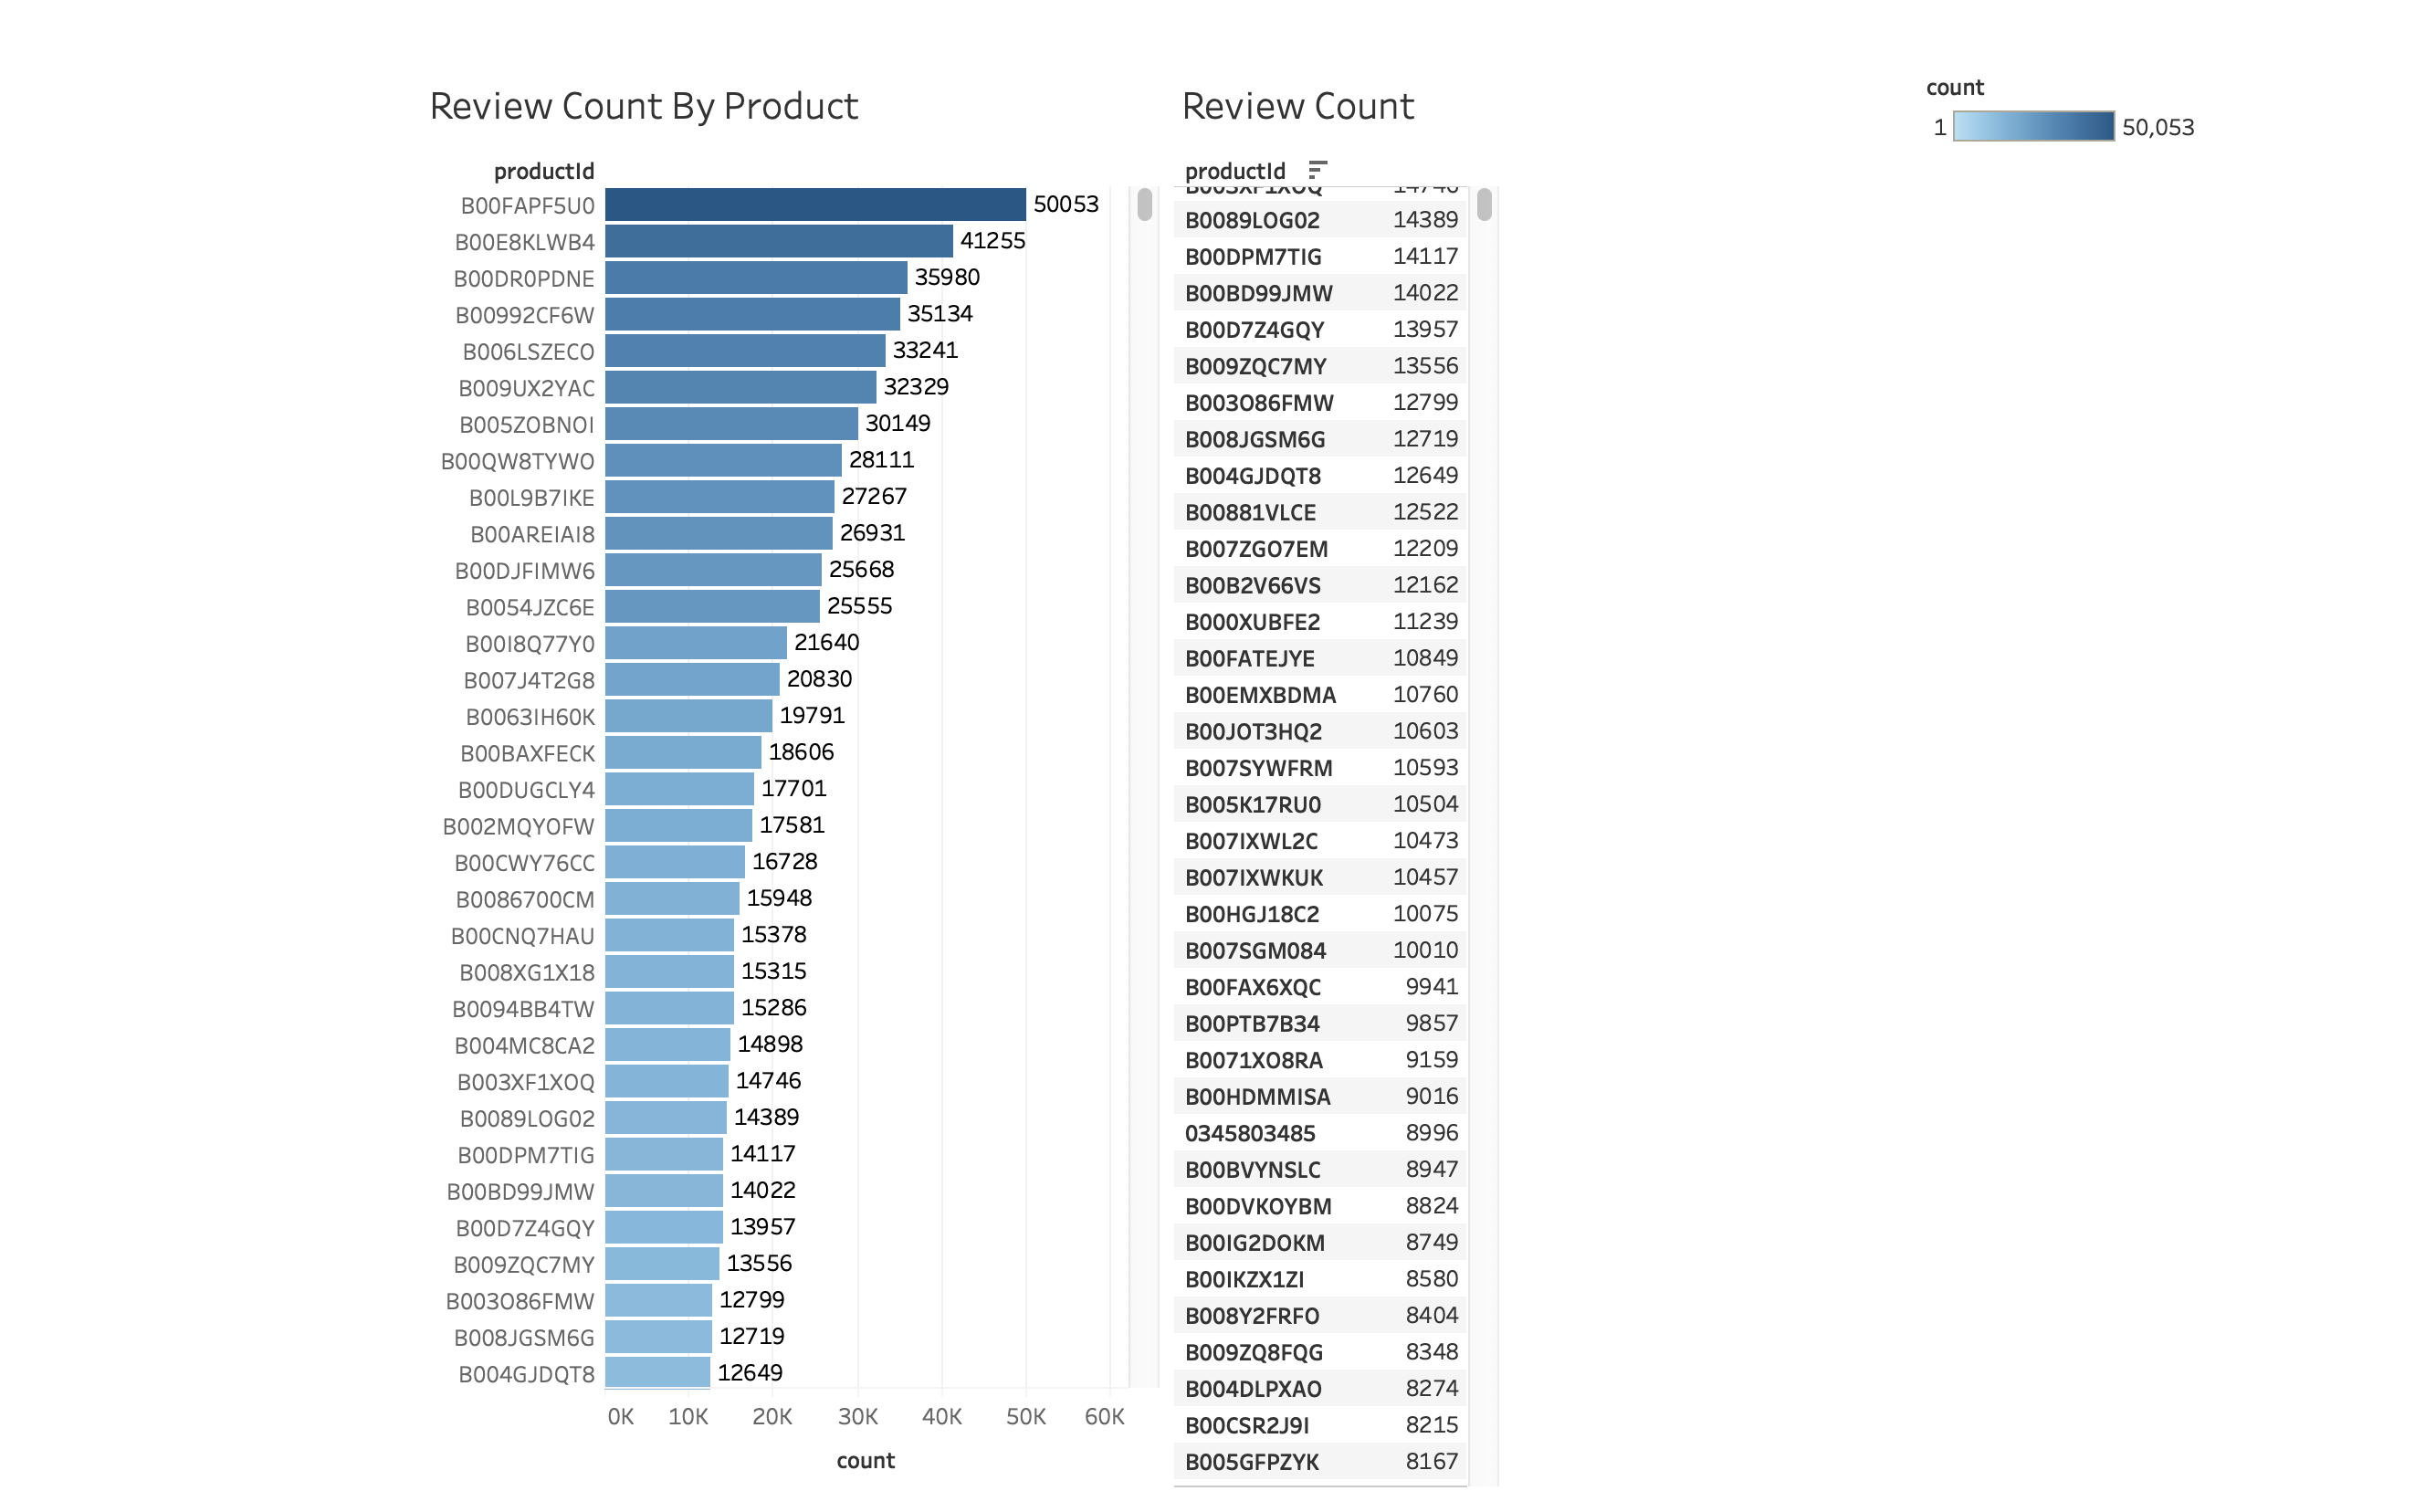 count
1 50,053
Review Count By Product
productId
B00FAPF5U0 50053
B00E8KLWB4 41255
B00DR0PDNE 35980
B00992CF6W 35134
B006LSZECO 33241
B009UX2YAC 32329
B005ZOBNOI 30149
B00QW8TYWO 28111
B00L9B7IKE 27267
B00AREIAI8 26931
B00DJFIMW6 25668
B0054JZC6E 25555
B00I8Q77Y0 21640
B007J4T2G8 20830
B0063IH60K 19791
B00BAXFECK 18606
B00DUGCLY4 17701
B002MQYOFW 17581
B00CWY76CC 16728
B0086700CM 15948
B00CNQ7HAU 15378
B008XG1X18 15315
B0094BB4TW 15286
B004MC8CA2 14898
B003XF1XOQ 14746
B0089LOG02 14389
B00DPM7TIG 14117
B00BD99JMW 14022
B00D7Z4GQY 13957
B009ZQC7MY 13556
B003O86FMW 12799
B008JGSM6G 12719
B004GJDQT8 12649
0K 10K 20K 30K 40K 50K 60K
count
Review Count
productId
B003XF1XOQ 14746
B0089LOG02 14389
B00DPM7TIG 14117
B00BD99JMW 14022
B00D7Z4GQY 13957
B009ZQC7MY 13556
B003O86FMW 12799
B008JGSM6G 12719
B004GJDQT8 12649
B00881VLCE 12522
B007ZGO7EM 12209
B00B2V66VS 12162
B000XUBFE2 11239
B00FATEJYE 10849
B00EMXBDMA 10760
B00JOT3HQ2 10603
B007SYWFRM 10593
B005K17RU0 10504
B007IXWL2C 10473
B007IXWKUK 10457
B00HGJ18C2 10075
B007SGM084 10010
B00FAX6XQC 9941
B00PTB7B34 9857
B0071XO8RA 9159
B00HDMMISA 9016
0345803485 8996
B00BVYNSLC 8947
B00DVKOYBM 8824
B00IG2DOKM 8749
B00IKZX1ZI 8580
B008Y2FRFO 8404
B009ZQ8FQG 8348
B004DLPXAO 8274
B00CSR2J9I 8215
B005GFPZYK 8167